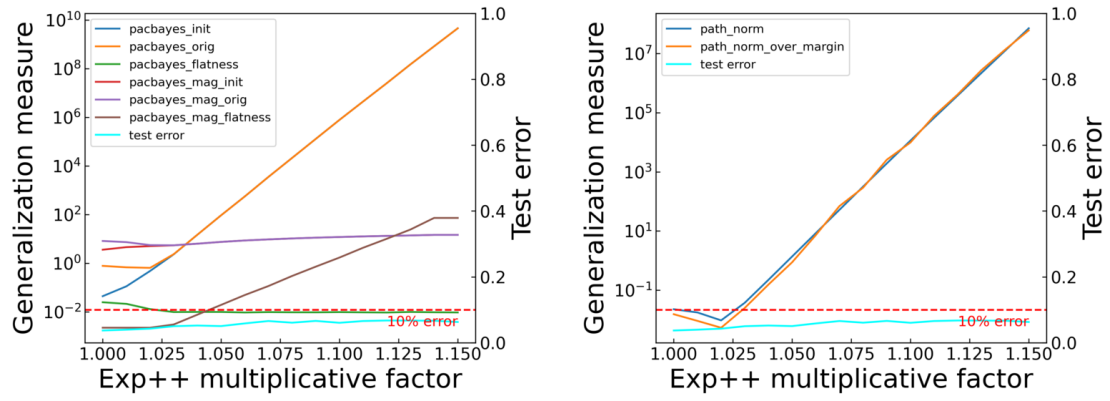 10^10
10^8
10^6
10^4
10^2
10^0
10^-2
Generalization measure
pacbayes_init
pacbayes_orig
pacbayes_flatness
pacbayes_mag_init
pacbayes_mag_orig
pacbayes_mag_flatness
test error
10% error
1.0
0.8
0.6
0.4
0.2
0.0
Test error
1.000 1.025 1.050 1.075 1.100 1.125 1.150
Exp++ multiplicative factor
10^7
10^5
10^3
10^1
10^-1
Generalization measure
path_norm
path_norm_over_margin
test error
10% error
1.0
0.8
0.6
0.4
0.2
0.0
Test error
1.000 1.025 1.050 1.075 1.100 1.125 1.150
Exp++ multiplicative factor